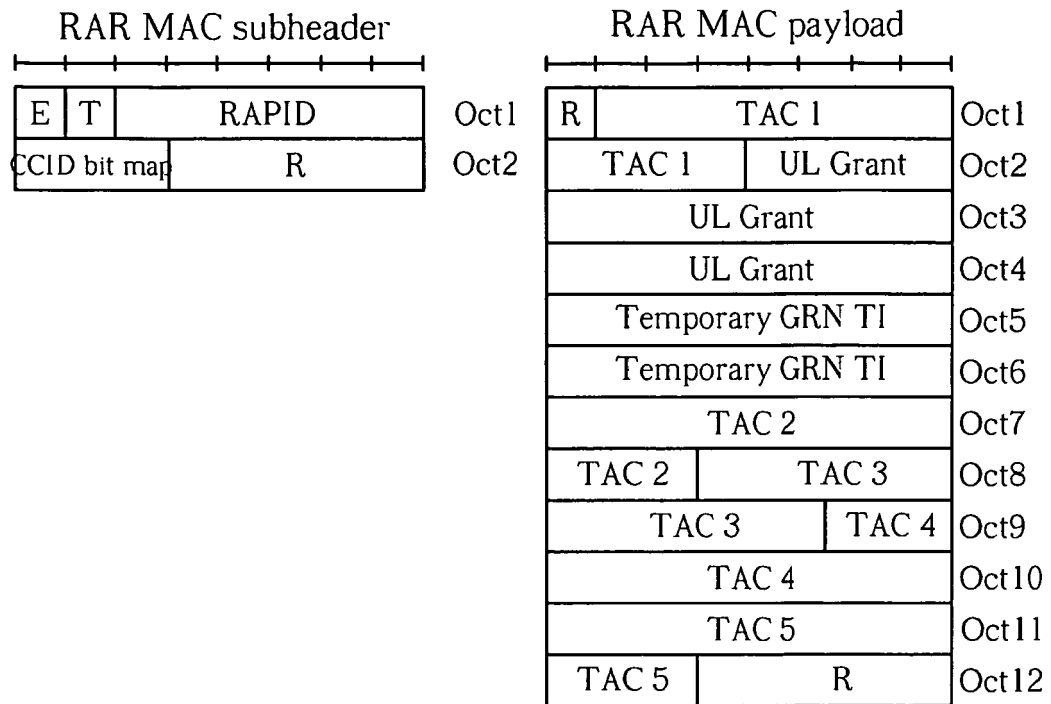 RAR MAC subheader
E T RAPID Oct1
CCID bit map R Oct2
RAR MAC payload
R TAC 1 Oct1
TAC 1 UL Grant Oct2
UL Grant Oct3
UL Grant Oct4
Temporary GRN TI Oct5
Temporary GRN TI Oct6
TAC 2 Oct7
TAC 2 TAC 3 Oct8
TAC 3 TAC 4 Oct9
TAC 4 Oct10
TAC 5 Oct11
TAC 5 R Oct12